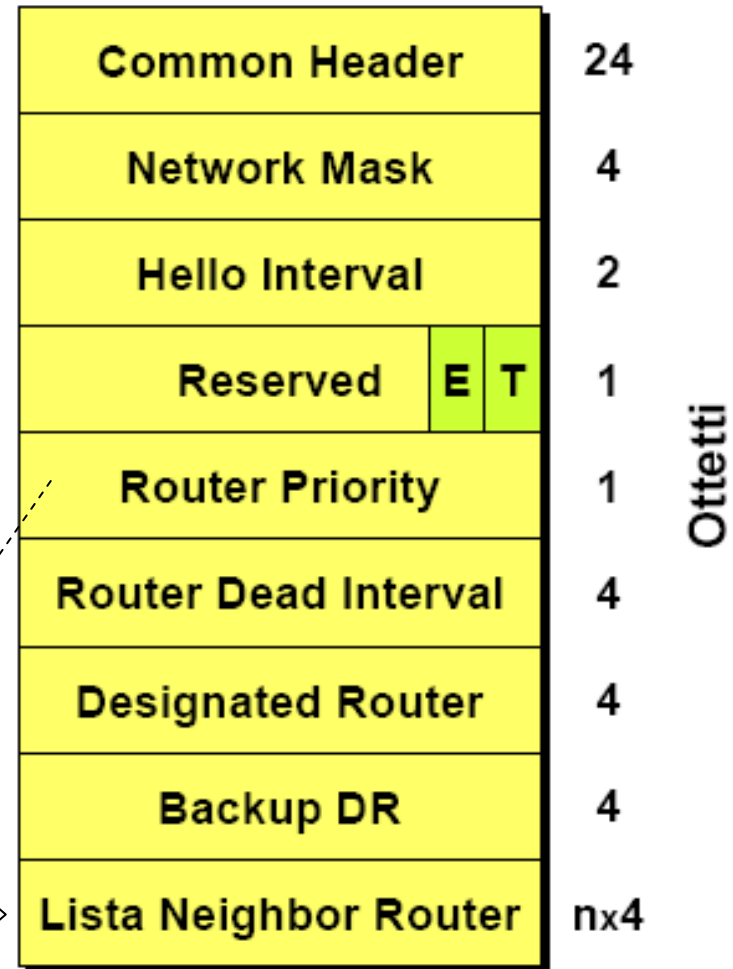 Common Header 24
Network Mask 4
Hello Interval 2
Reserved E T 1
Router Priority 1
Router Dead Interval 4
Designated Router 4
Backup DR 4
Lista Neighbor Router nx4
Ottetti